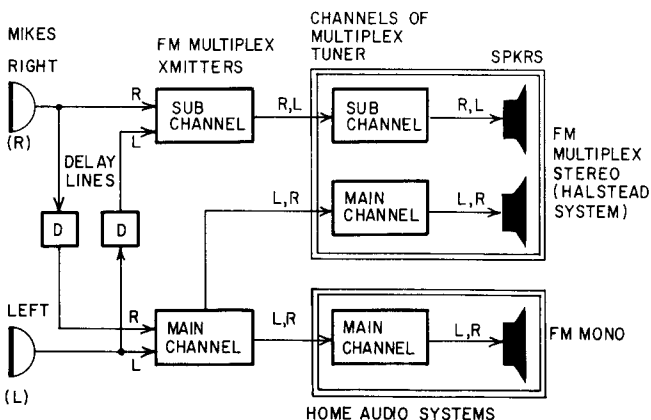 MIKES
RIGHT
(R)
FM MULTIPLEX
XMITTERS
CHANNELS OF
MULTIPLEX
TUNER
SPKRS
R
L
SUB
CHANNEL
R,L
SUB
CHANNEL
R,L
DELAY
LINES
D
D
L,R
MAIN
CHANNEL
L,R
FM
MULTIPLEX
STEREO
(HALSTEAD
SYSTEM)
LEFT
(L)
R
L
MAIN
CHANNEL
L,R
MAIN
CHANNEL
L,R
FM MONO
HOME AUDIO SYSTEMS